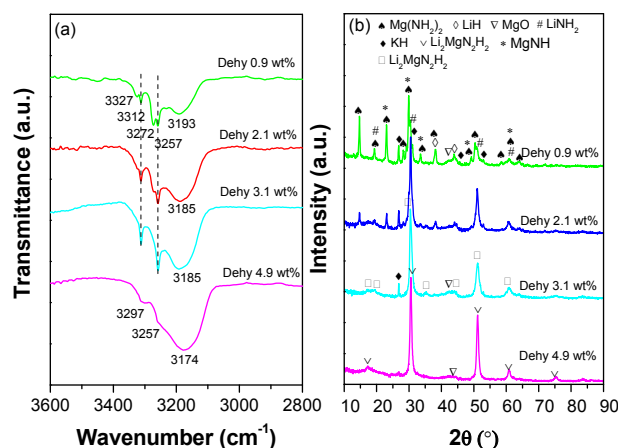 (a)
Dehy 0.9 wt%
3327
3312
3272
3257
3193
Dehy 2.1 wt%
3185
Dehy 3.1 wt%
3185
Dehy 4.9 wt%
3297
3257
3174
Transmittance (a.u.)
3600 3400 3200 3000 2800
Wavenumber (cm⁻¹)
(b)
♠ Mg(NH₂)₂ ◊ LiH ▽ MgO # LiNH₂
♦ KH ∨ Li₂MgN₂H₂ * MgNH
□ Li₂MgN₂H₂
Dehy 0.9 wt%
Dehy 2.1 wt%
Dehy 3.1 wt%
Dehy 4.9 wt%
Intensity (a.u.)
10 20 30 40 50 60 70 80 90
2θ (°)